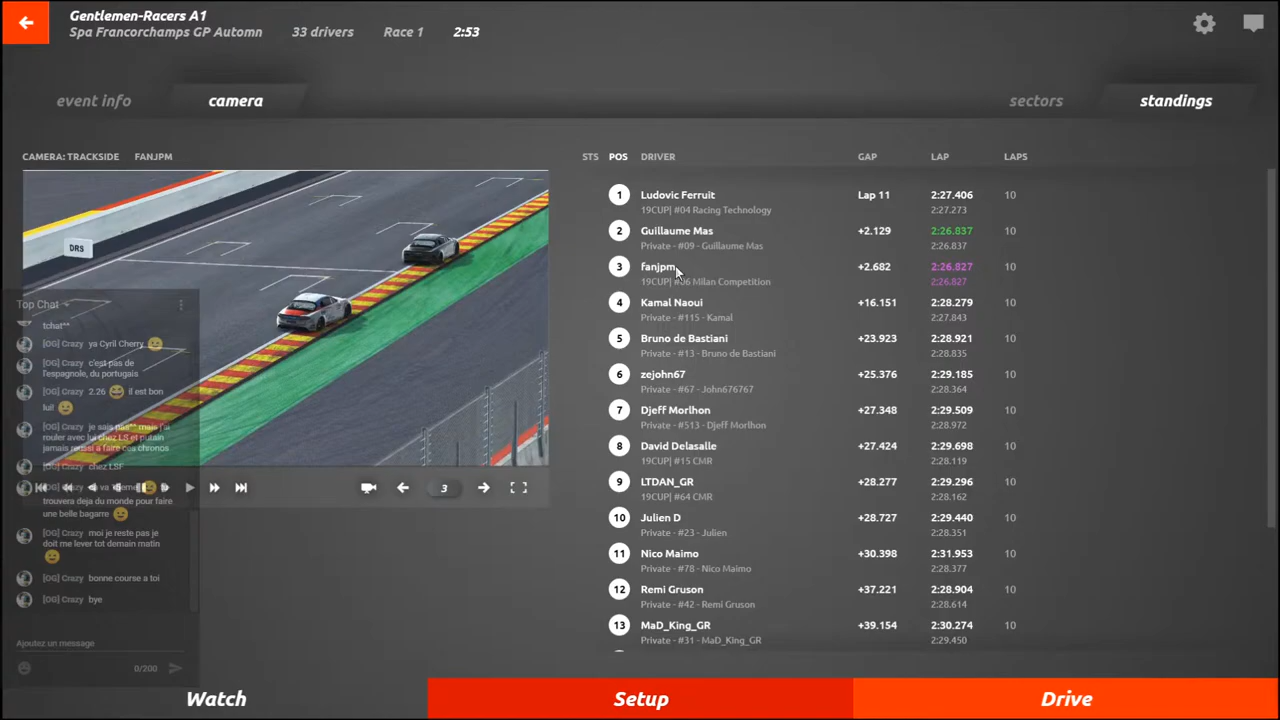 Gentlemen-Racers A1
Spa Francorchamps GP Automn 33 drivers Race 1 2:53
event info camera sectors standings
CAMERA: TRACKSIDE FANJPM
STS POS DRIVER GAP LAP LAPS
1 Ludovic Ferruit Lap 11 2:27.406 10
19CUP| #04 Racing Technology 2:27.273
2 Guillaume Mas +2.129 2:26.837 10
Private - #09 - Guillaume Mas 2:26.837
3 fanjpm +2.682 2:26.827 10
19CUP| #06 Milan Competition 2:26.827
4 Kamal Naoui +16.151 2:28.279 10
Private - #115 - Kamal 2:27.843
5 Bruno de Bastiani +23.923 2:28.921 10
Private - #13 - Bruno de Bastiani 2:28.835
6 zejohn67 +25.376 2:29.185 10
Private - #67 - John676767 2:28.364
7 Djeff Morlhon +27.348 2:29.509 10
Private - #513 - Djeff Morlhon 2:28.972
8 David Delasalle +27.424 2:29.698 10
19CUP| #15 CMR 2:28.119
9 LTDAN_GR +28.277 2:29.296 10
19CUP| #64 CMR 2:28.162
10 Julien D +28.727 2:29.440 10
Private - #23 - Julien 2:28.351
11 Nico Maimo +30.398 2:31.953 10
Private - #78 - Nico Maimo 2:28.377
12 Remi Gruson +37.221 2:28.904 10
Private - #42 - Remi Gruson 2:28.614
13 MaD_King_GR +39.154 2:30.274 10
Private - #31 - MaD_King_GR 2:29.450
DRS
Top Chat
tchat**
[OG] Crazy ya Cyril Cherry
[OG] Crazy c'est pas de
l'espagnole, du portugais
[OG] Crazy 2.26 il est bon
lui!
[OG] Crazy je sais pas** mais j'ai
rouler avec lui chez LS et putain
jamais reussi a faire ces chronos
[OG] Crazy chez LSF
trouvera deja du monde pour faire
une belle bagarre
[OG] Crazy moi je reste pas je
doit me lever tot demain matin
[OG] Crazy bonne course a toi
[OG] Crazy bye
Ajoutez un message
0/200
3
Watch Setup Drive